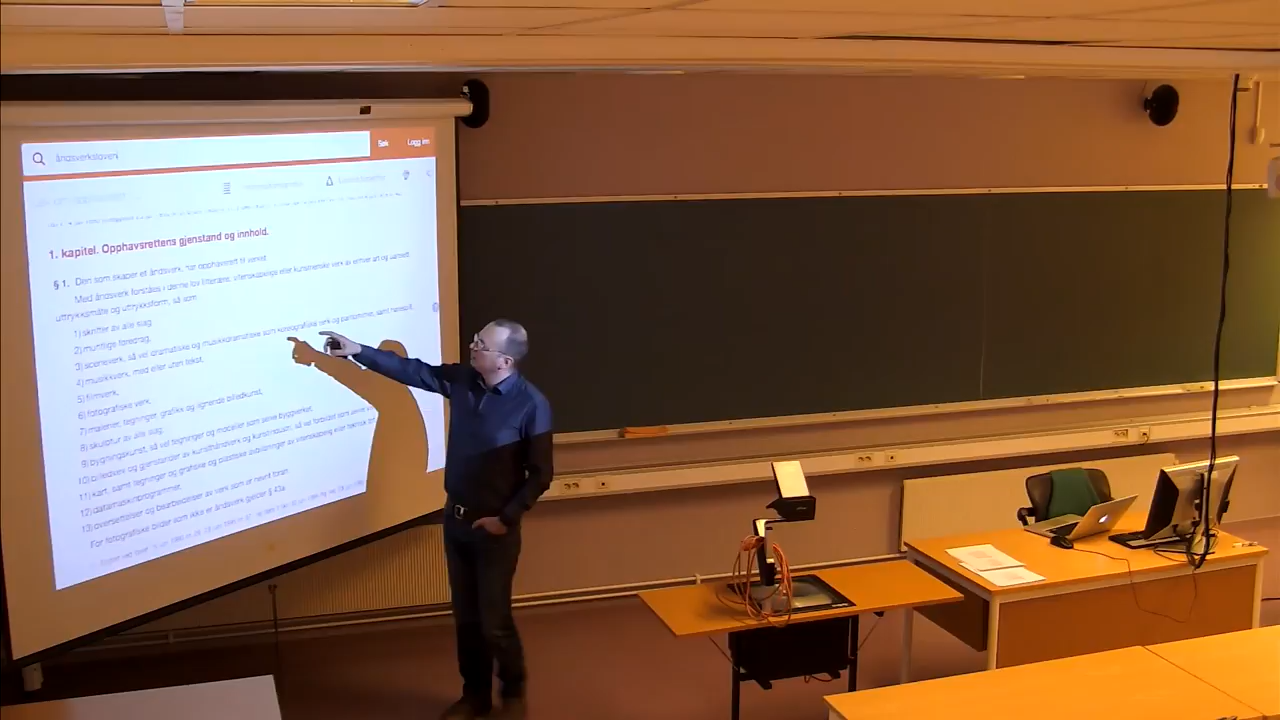 åndsverksloven
Søk
Logg inn
1. kapitel. Opphavsrettens gjenstand og innhold.
§ 1. Den som skaper et åndsverk, har opphavsrett til verket.
Med åndsverk forståes i denne lov litterære, vitenskapelige eller kunstneriske verk av enhver art og uansett
uttrykksmåte og uttrykksform, så som
1) skrifter av alle slag,
2) muntlige foredrag,
3) sceneverk, så vel dramatiske og musikkdramatiske som koreografiske verk og pantomimer, samt hørespill,
4) musikkverk, med eller uten tekst,
5) filmverk,
6) fotografiske verk,
7) malerier, tegninger, grafikk og lignende billedkunst,
8) skulptur av alle slag,
9) bygningskunst, så vel tegninger og modeller som selve byggverket,
10) billedvev og gjenstander av kunsthåndverk og kunstindustri, så vel forbildet som selve
11) kart, samt tegninger og grafiske og plastiske avbildninger av vitenskapelig eller teknisk art,
12) datamaskinprogrammer,
13) oversettelser og bearbeidelser av verk som er nevnt foran.
For fotografiske bilder som ikke er åndsverk gjelder § 43a.